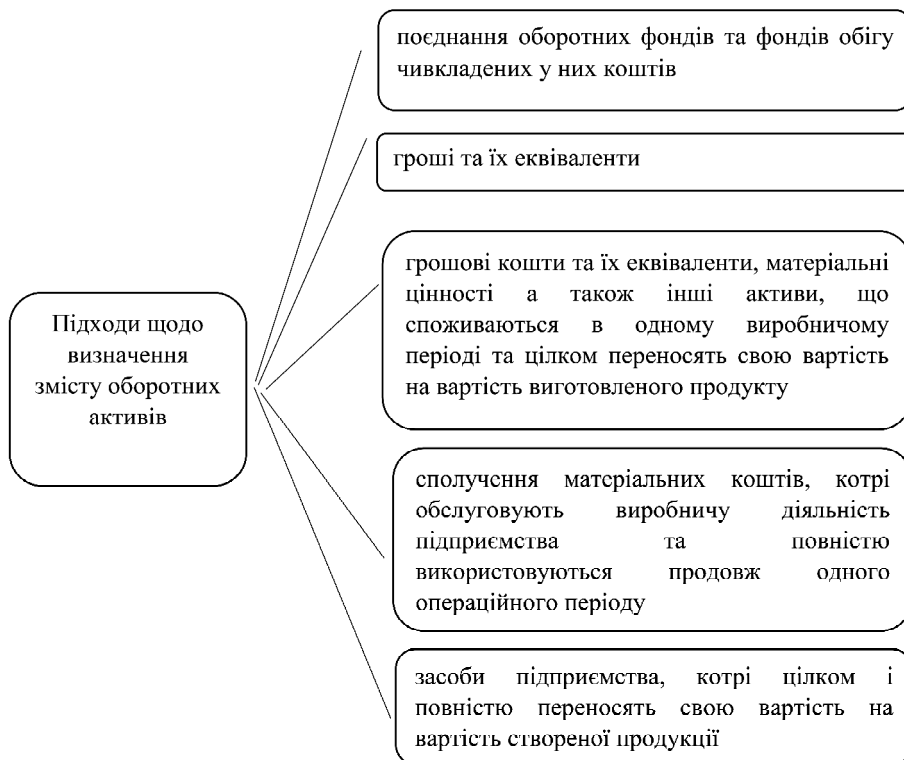 Підходи щодо
визначення
змісту оборотних
активів
поєднання оборотних фондів та фондів обігу
чивкладених у них коштів
гроші та їх еквіваленти
грошові кошти та їх еквіваленти, матеріальні
цінності а також інші активи, що
споживаються в одному виробничому
періоді та цілком переносять свою вартість
на вартість виготовленого продукту
сполучення матеріальних коштів, котрі
обслуговують виробничу діяльність
підприємства та повністю
використовуються продовж одного
операційного періоду
засоби підприємства, котрі цілком і
повністю переносять свою вартість на
вартість створеної продукції